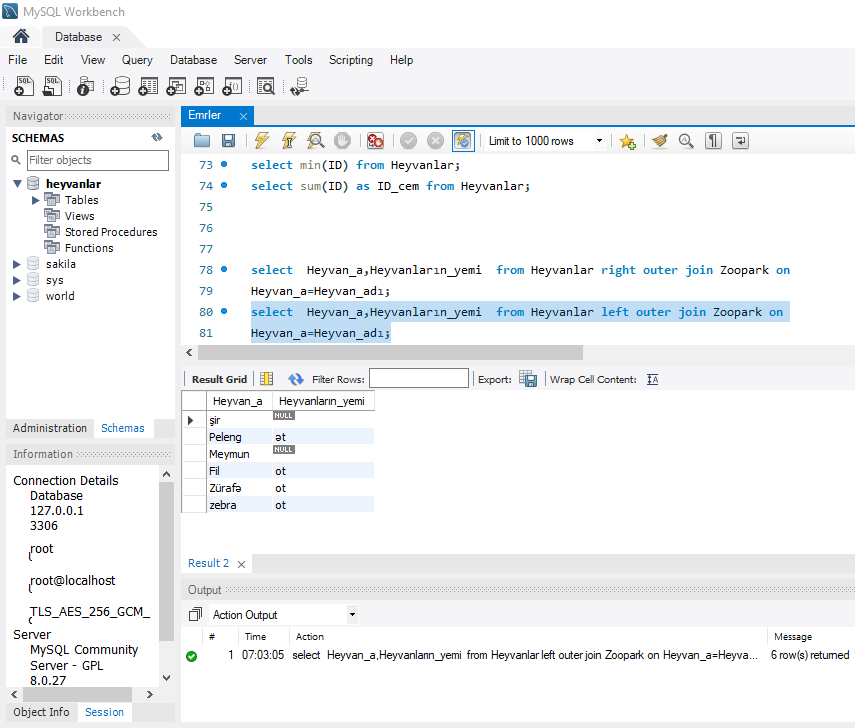 MySQL Workbench
Database
File Edit View Query Database Server Tools Scripting Help
Navigator
SCHEMAS
Filter objects
heyvanlar
Tables
Views
Stored Procedures
Functions
sakila
sys
world
Administration Schemas
Information
Connection Details
Database
127.0.0.1
3306
root
(
root@localhost
(
TLS_AES_256_GCM_
(
Server
MySQL Community
Server - GPL
8.0.27
Object Info Session
Emrler
Limit to 1000 rows
73 select min(ID) from Heyvanlar;
74 select sum(ID) as ID_cem from Heyvanlar;
75
76
77
78 select Heyvan_a,Heyvanların_yemi from Heyvanlar right outer join Zoopark on
79 Heyvan_a=Heyvan_adı;
80 select Heyvan_a,Heyvanların_yemi from Heyvanlar left outer join Zoopark on
81 Heyvan_a=Heyvan_adı;
Result Grid Filter Rows: Export: Wrap Cell Content:
Heyvan_a Heyvanların_yemi
şir NULL
Peleng ət
Meymun NULL
Fil ot
Zürafə ot
zebra ot
Result 2
Output
Action Output
# Time Action Message
1 07:03:05 select Heyvan_a,Heyvanların_yemi from Heyvanlar left outer join Zoopark on Heyvan_a=Heyva... 6 row(s) returned